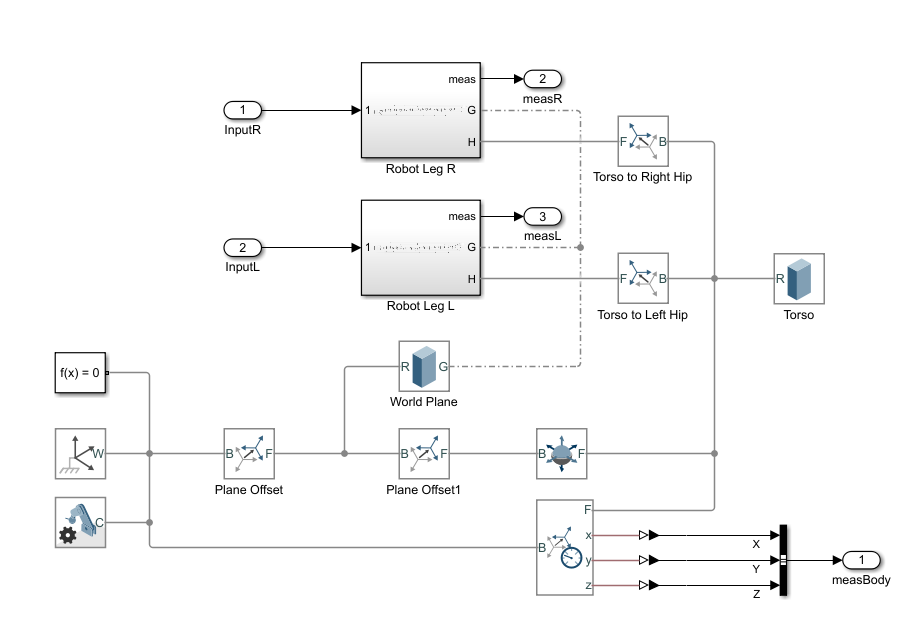 meas
2
measR
1
InputR
1
G
H
F
B
Robot Leg R
Torso to Right Hip
meas
3
measL
2
InputL
1
G
H
F
B
R
Robot Leg L
Torso to Left Hip
Torso
f(x) = 0
R
G
World Plane
W
B
F
B
F
B
F
Plane Offset
Plane Offset1
C
F
x
X
B
y
Y
z
Z
1
measBody